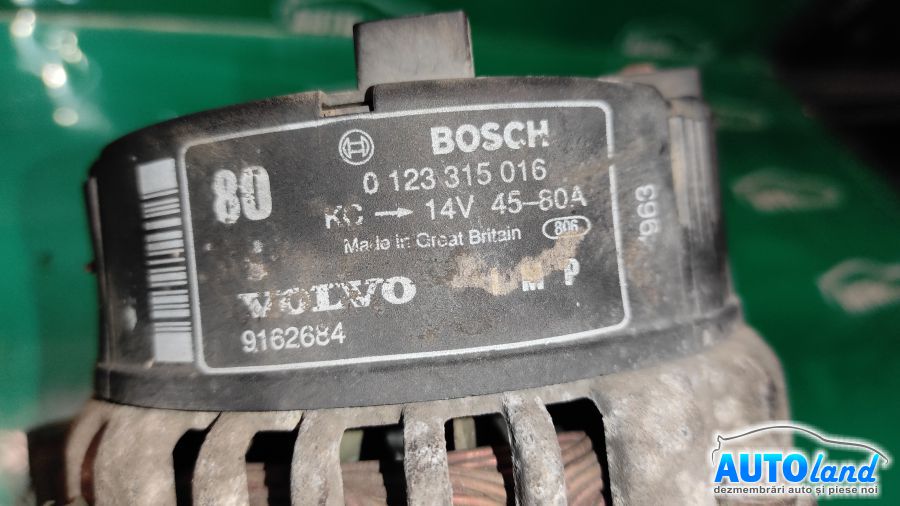 80
BOSCH
0 123 315 016
KC → 14V 45-80A
Made in Great Britain 806
VOLVO
M P
9162684
963
AUTOland
dezmembrări auto și piese noi